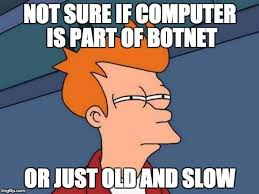 NOT SURE IF COMPUTER
IS PART OF BOTNET
OR JUST OLD AND SLOW
imgflip.com